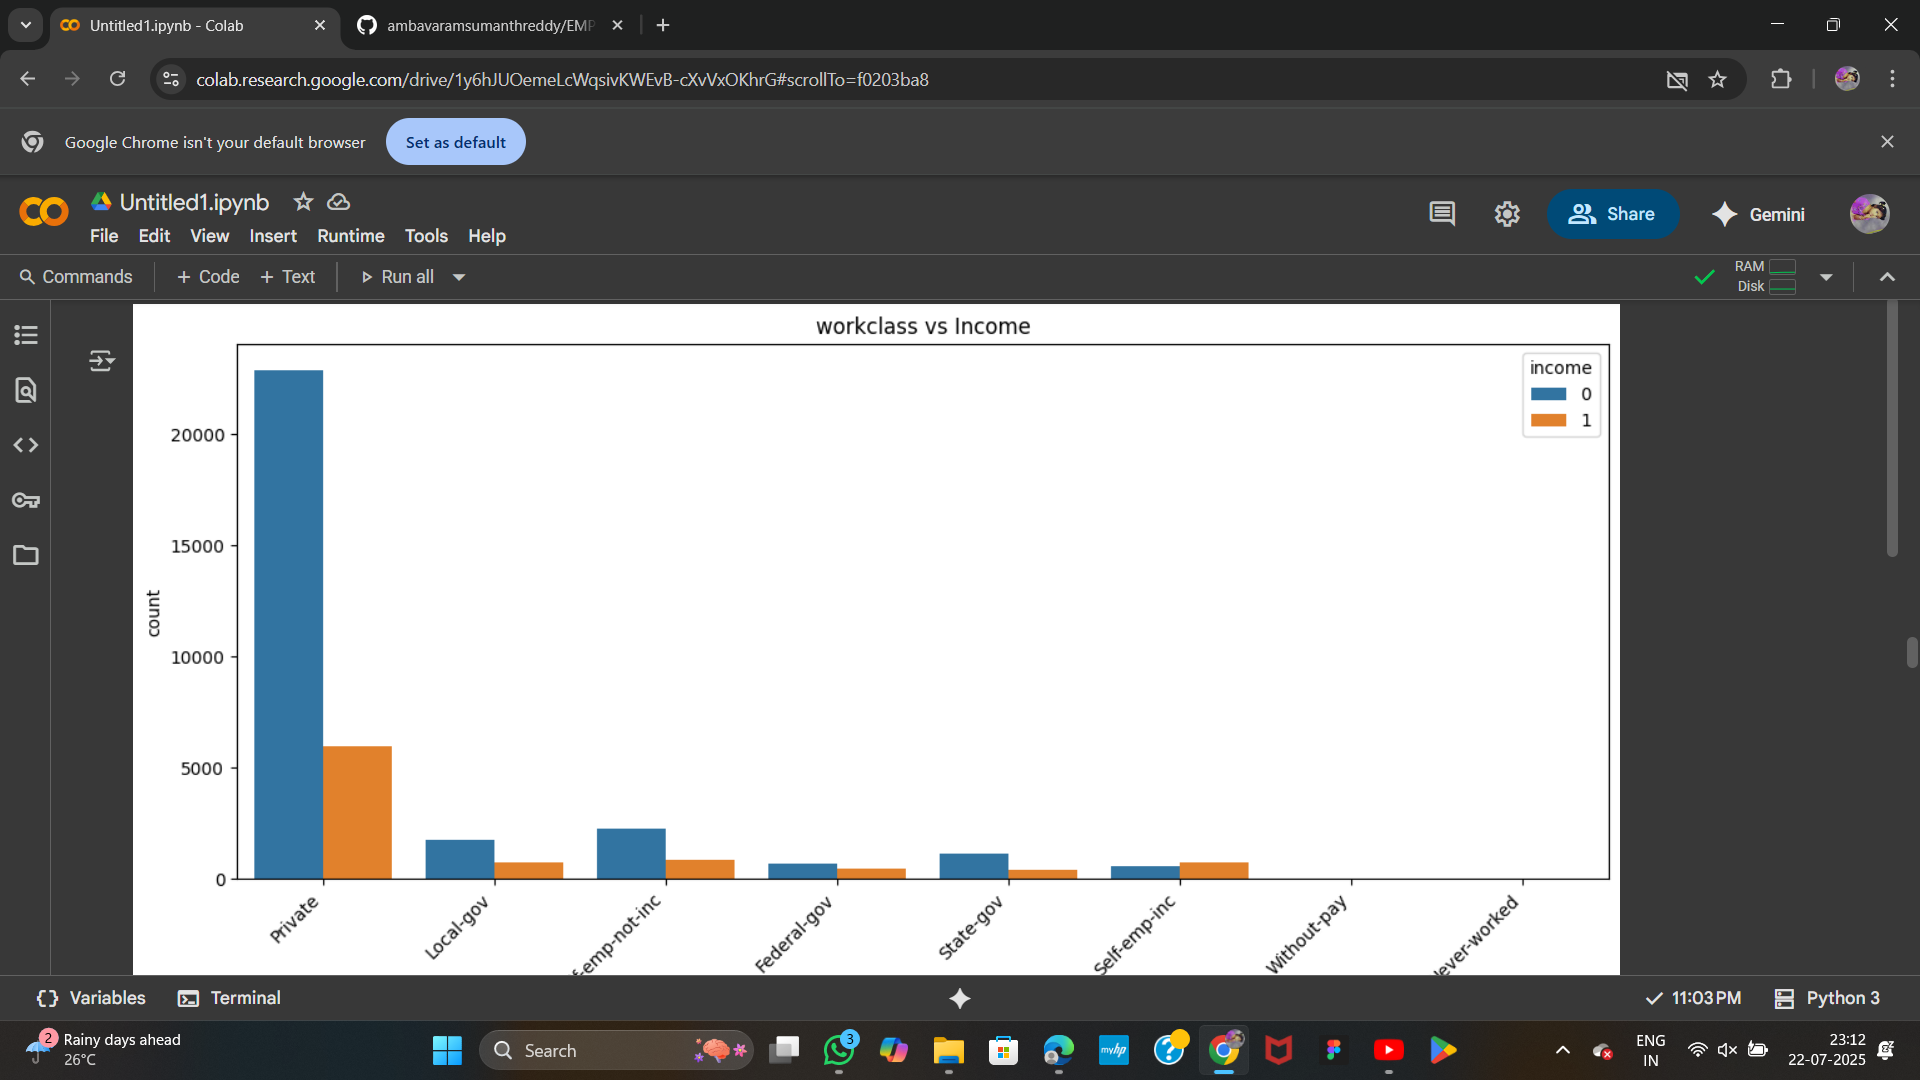 Untitled1.ipynb - Colab
ambavaramsumanthreddy/EMP
colab.research.google.com/drive/1y6hJUOemeLcWqsivKWEvB-cXvVxOKhrG#scrollTo=f0203ba8
Google Chrome isn't your default browser
Set as default
CO
Untitled1.ipynb
File Edit View Insert Runtime Tools Help
Share
Gemini
Commands + Code + Text Run all
RAM
Disk
workclass vs Income
income
0
1
20000
15000
10000
5000
0
count
Private
Local-gov
f-emp-not-inc
Federal-gov
State-gov
Self-emp-inc
Without-pay
lever-worked
Variables
Terminal
11:03 PM
Python 3
2
Rainy days ahead
26°C
Search
3
myhp
ENG
IN
23:12
22-07-2025